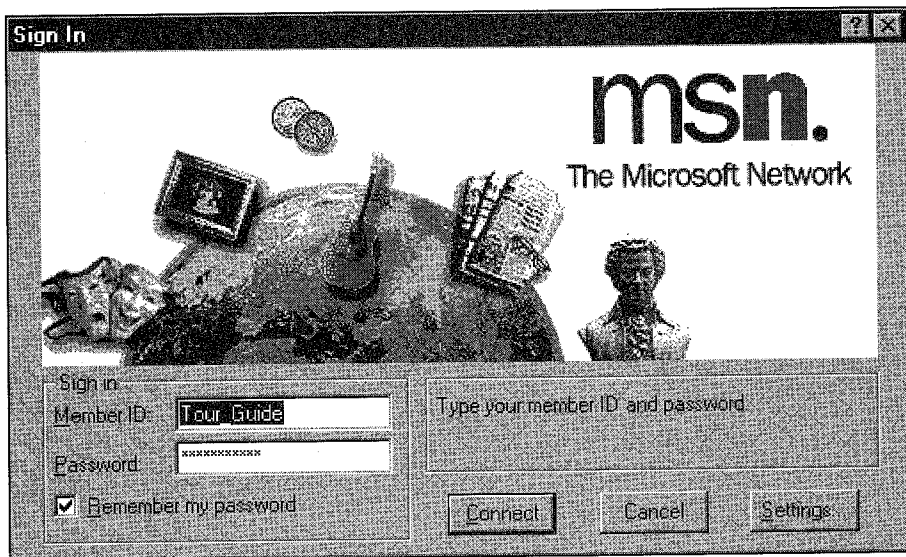 Sign In
msn.
The Microsoft Network
Sign in
Member ID:
Tour_Guide
Type your member ID and password.
Password:
xxxxxxxxxxx
Remember my password
Connect
Cancel
Settings...